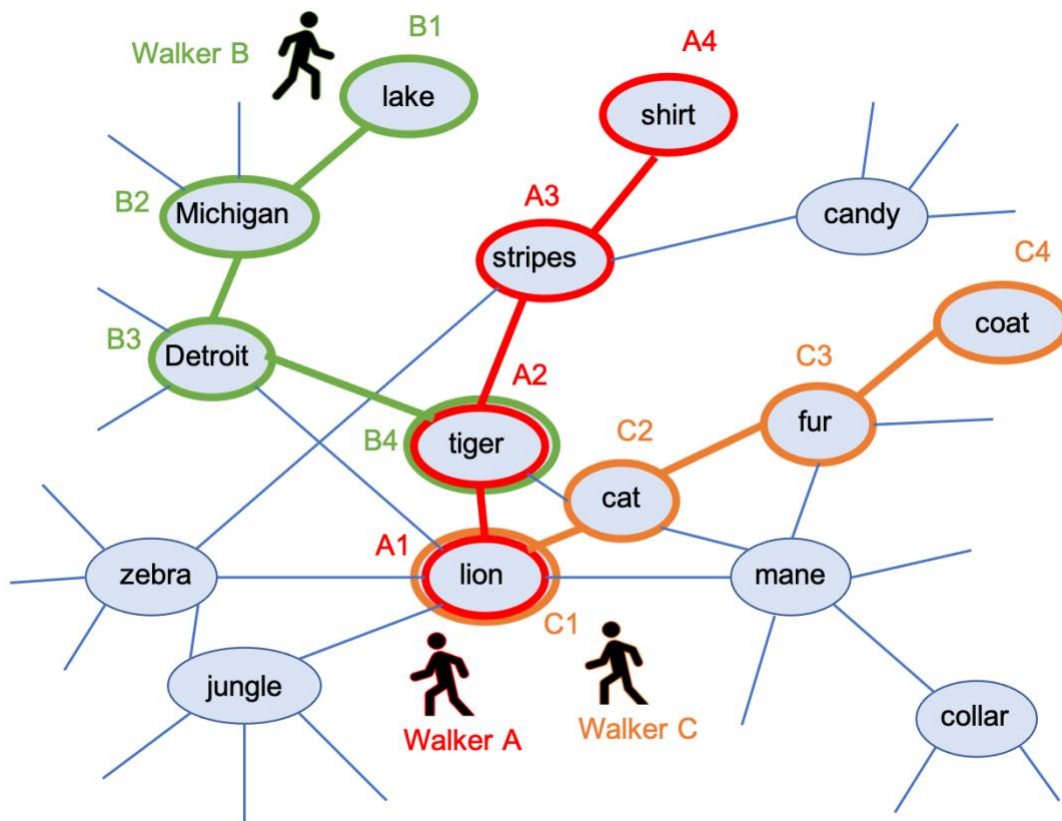 B1
Walker B
lake
A4
shirt
B2
Michigan
A3
stripes
candy
C4
coat
B3
Detroit
A2
C3
fur
B4
tiger
C2
cat
A1
zebra
lion
mane
C1
jungle
Walker A
Walker C
collar